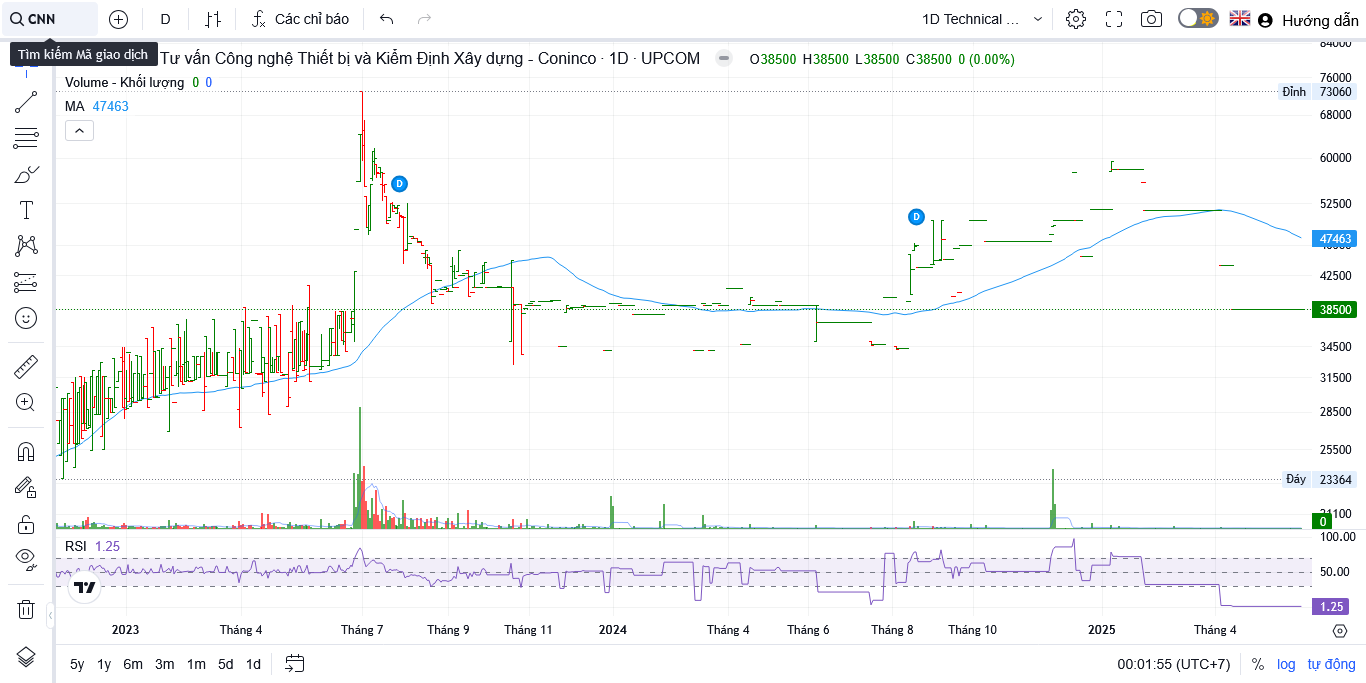 CNN D Các chỉ báo 1D Technical ... Hướng dẫn
Tìm kiếm Mã giao dịch
Tư vấn Công nghệ Thiết bị và Kiểm Định Xây dựng - Coninco · 1D · UPCOM O38500 H38500 L38500 C38500 0 (0.00%)
Volume - Khối lượng 0 0
MA 47463
84000
76000
Đỉnh 73060
68000
60000
52500
47463
42500
38500
34500
31500
28500
25500
Đáy 23364
21100
0
D
D
RSI 1.25
100.00
50.00
1.25
2023 Tháng 4 Tháng 7 Tháng 9 Tháng 11 2024 Tháng 4 Tháng 6 Tháng 8 Tháng 10 2025 Tháng 4
5y 1y 6m 3m 1m 5d 1d 00:01:55 (UTC+7) % log tự động